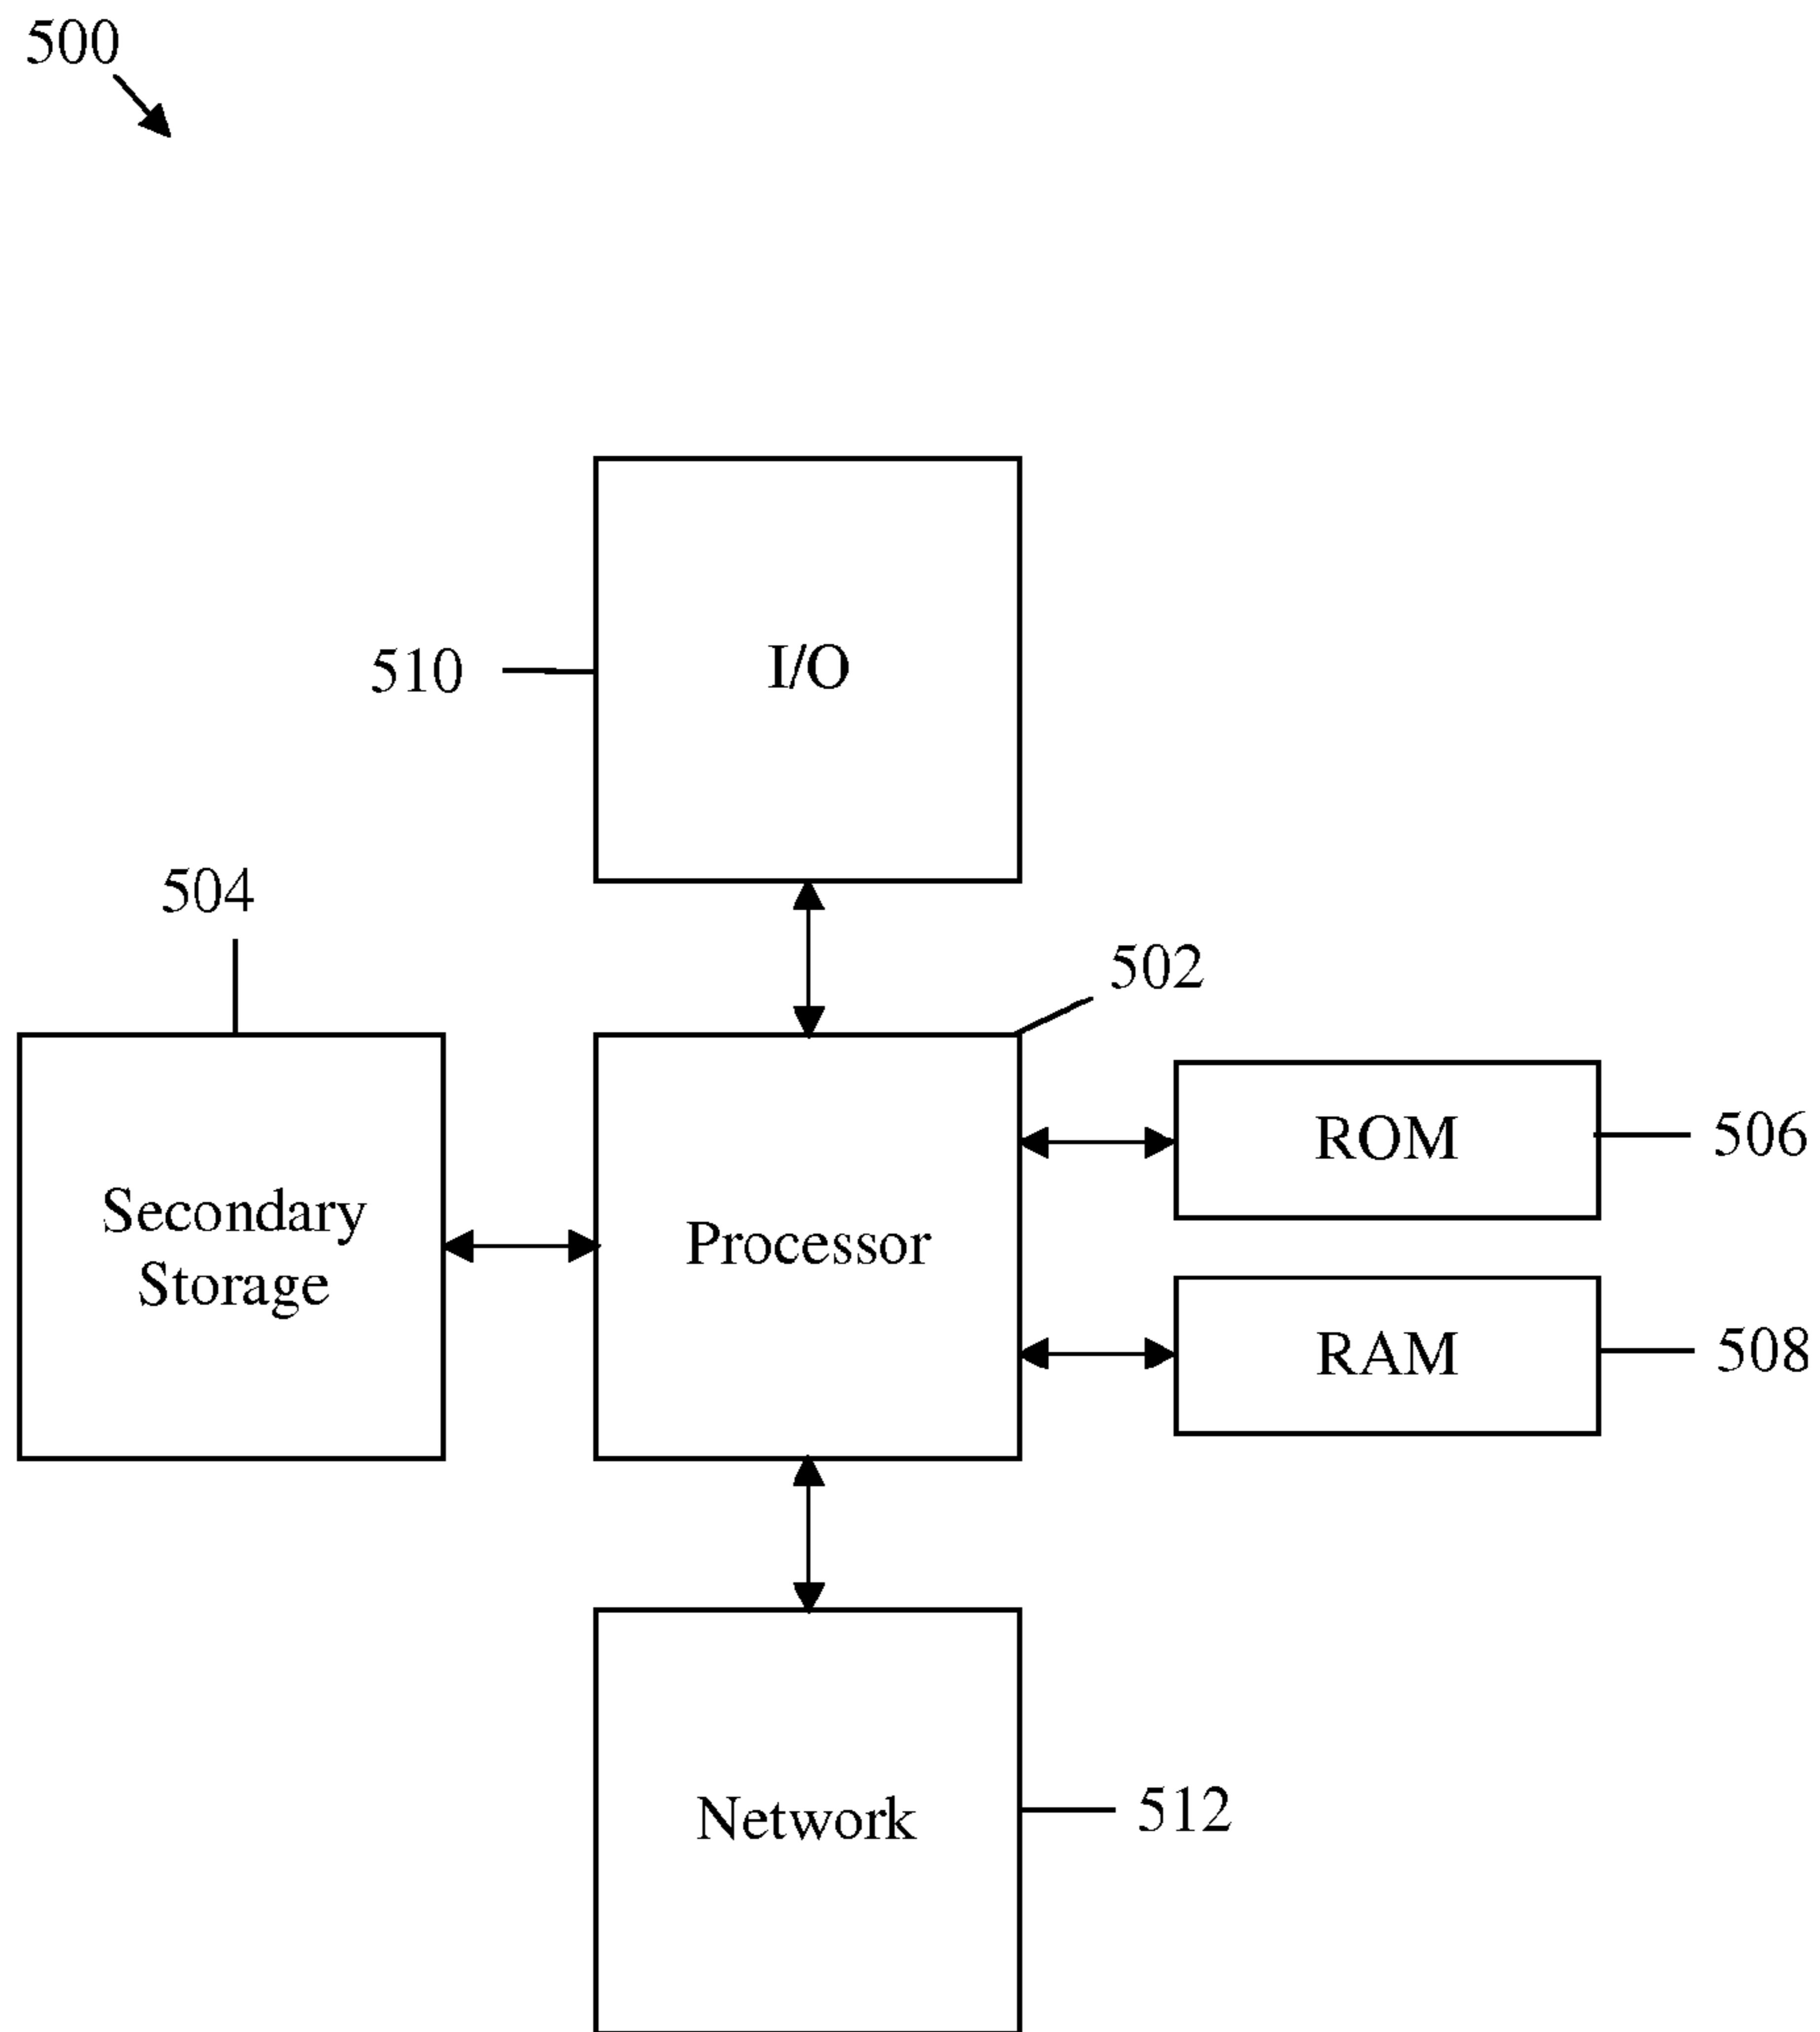 500
I/O
510
504
502
ROM
506
Secondary
Storage
Processor
RAM
508
Network
512